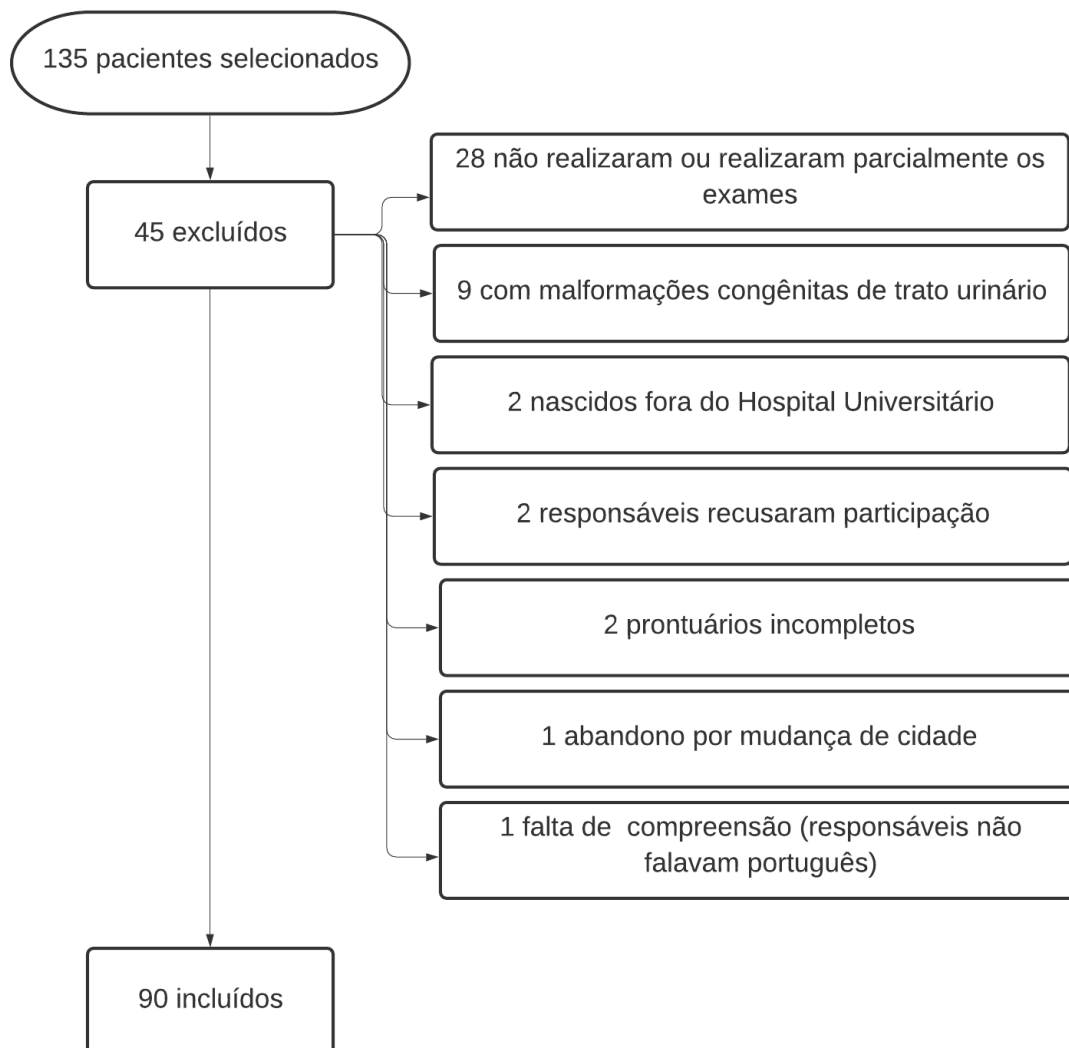 135 pacientes selecionados
28 não realizaram ou realizaram parcialmente os
exames
45 excluídos
9 com malformações congênitas de trato urinário
2 nascidos fora do Hospital Universitário
2 responsáveis recusaram participação
2 prontuários incompletos
1 abandono por mudança de cidade
1 falta de  compreensão (responsáveis não
falavam português)
90 incluídos